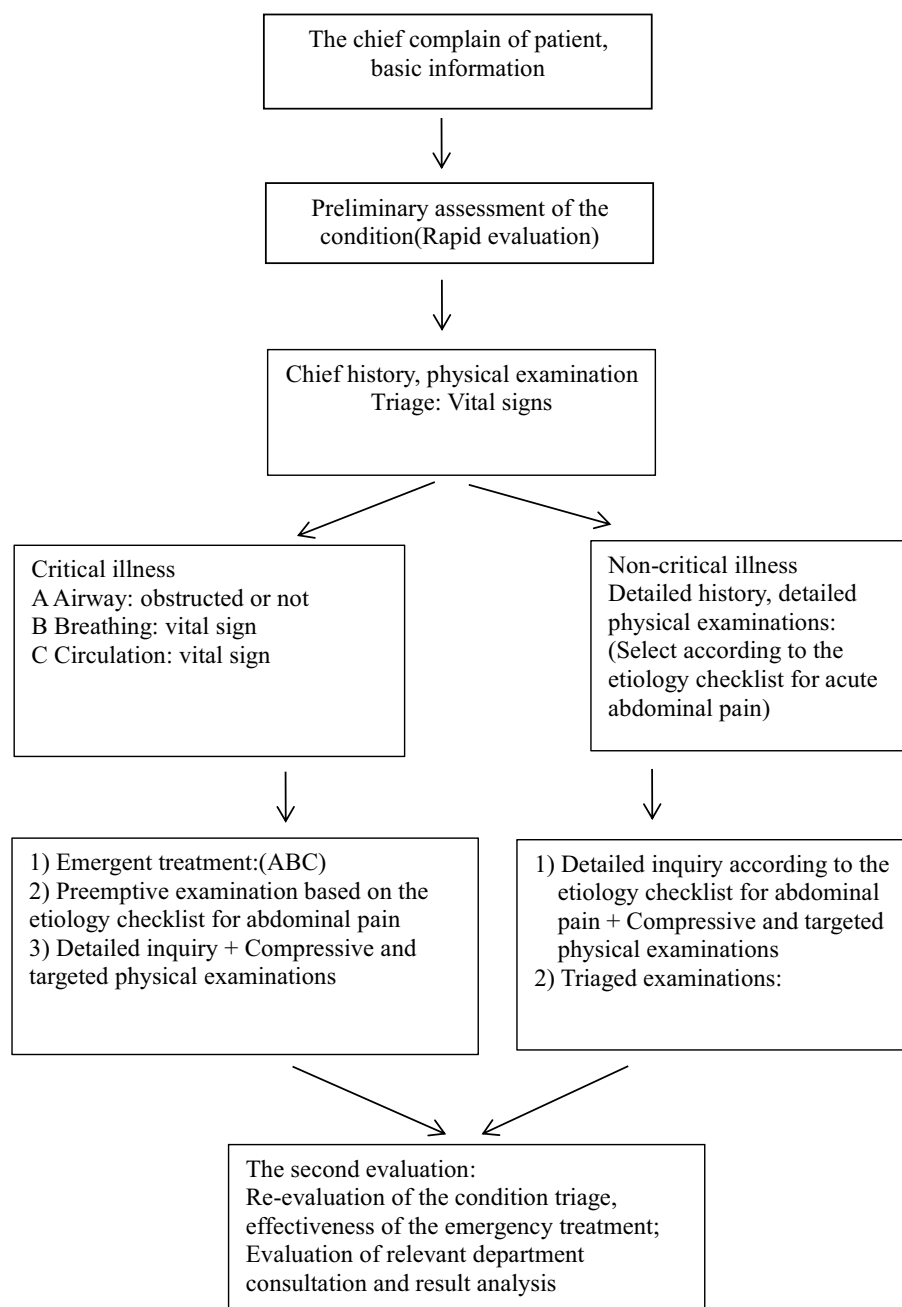 The chief complain of patient,
basic information
Preliminary assessment of the
condition(Rapid evaluation)
Chief history, physical examination
Triage: Vital signs
Critical illness
A Airway: obstructed or not
B Breathing: vital sign
C Circulation: vital sign
Non-critical illness
Detailed history, detailed
physical examinations:
(Select according to the
etiology checklist for acute
abdominal pain)
1) Emergent treatment:(ABC)
2) Preemptive examination based on the
etiology checklist for abdominal pain
3) Detailed inquiry + Compressive and
targeted physical examinations
1) Detailed inquiry according to the
etiology checklist for abdominal
pain + Compressive and targeted
physical examinations
2) Triaged examinations:
The second evaluation:
Re-evaluation of the condition triage,
effectiveness of the emergency treatment;
Evaluation of relevant department
consultation and result analysis